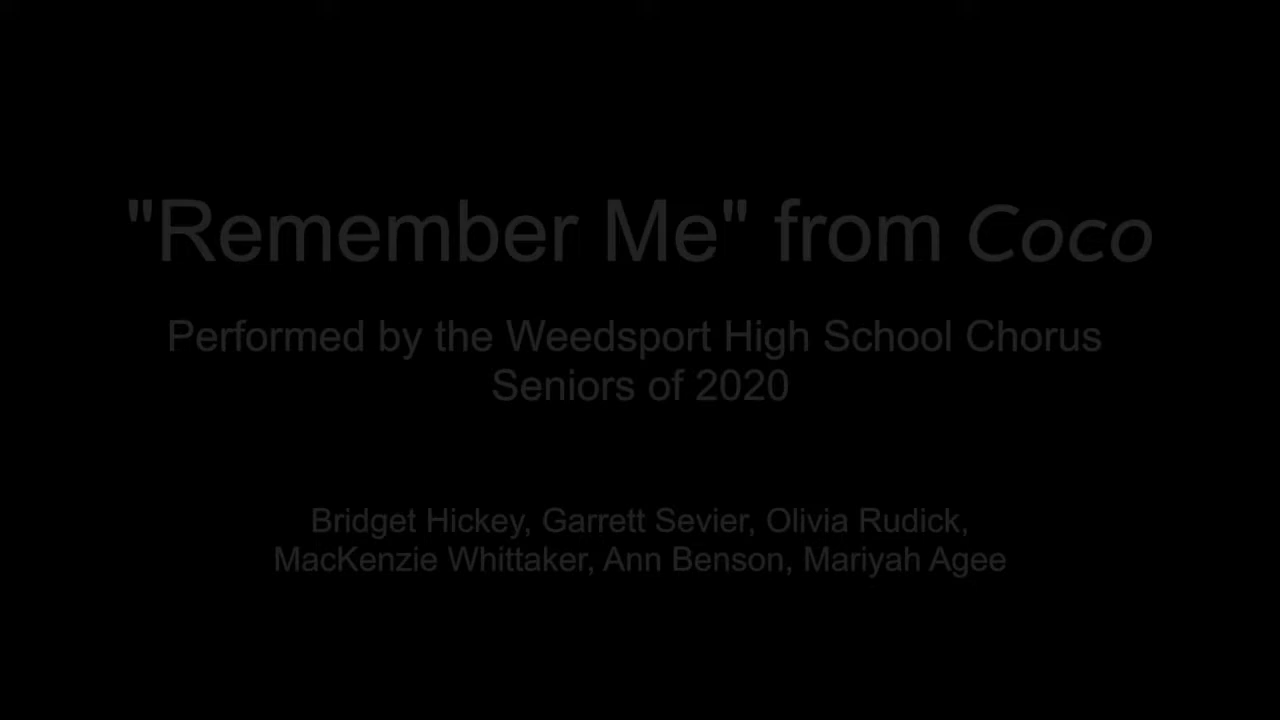 "Remember Me" from Coco
Performed by the Weedsport High School Chorus
Seniors of 2020
Bridget Hickey, Garrett Sevier, Olivia Rudick,
MacKenzie Whittaker, Ann Benson, Mariyah Agee